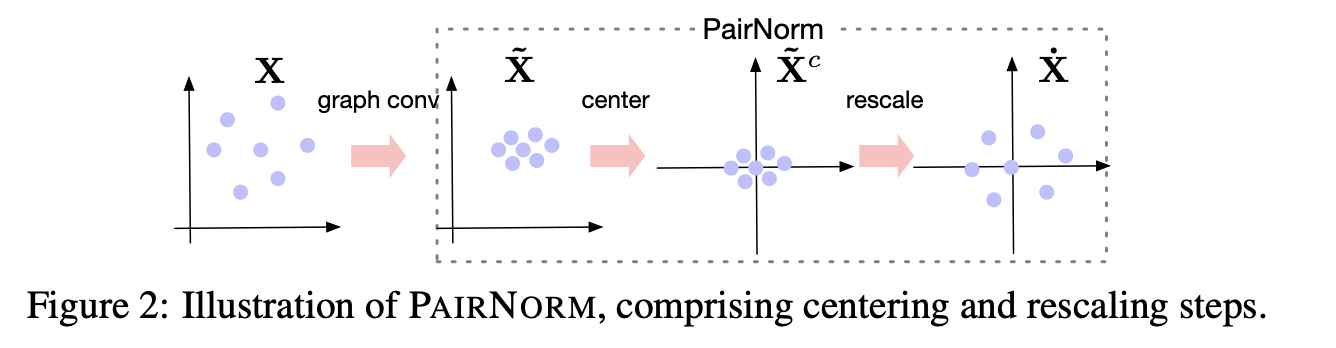 PairNorm
X
graph conv
X̃
center
X̃ᶜ
rescale
Ẋ
Figure 2: Illustration of PAIRNORM, comprising centering and rescaling steps.